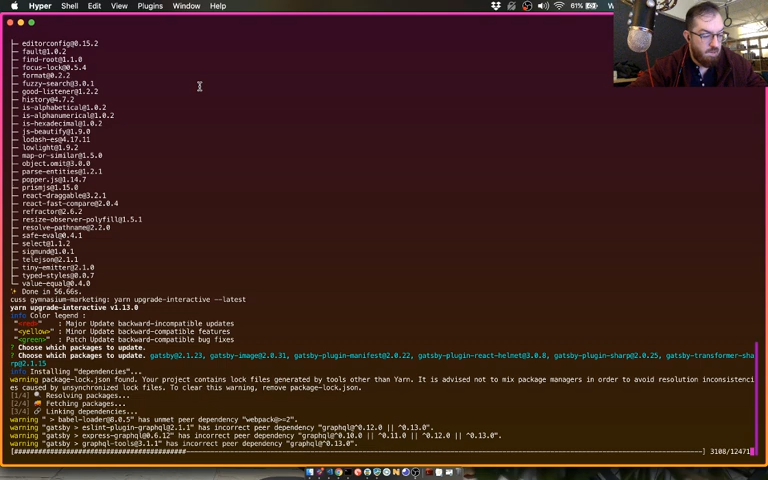 Hyper Shell Edit View Plugins Window Help 61%
├─ editorconfig@0.15.2
├─ fault@1.0.2
├─ find-root@1.1.0
├─ focus-lock@0.5.4
├─ format@0.2.2
├─ fuzzy-search@3.0.1
├─ good-listener@1.2.2
├─ history@4.7.2
├─ is-alphabetical@1.0.2
├─ is-alphanumerical@1.0.2
├─ is-hexadecimal@1.0.2
├─ js-beautify@1.9.0
├─ lodash-es@4.17.11
├─ lowlight@1.9.2
├─ map-or-similar@1.5.0
├─ object.omit@3.0.0
├─ parse-entities@1.2.1
├─ popper.js@1.14.7
├─ prismjs@1.15.0
├─ react-draggable@3.2.1
├─ react-fast-compare@2.0.4
├─ refractor@2.6.2
├─ resize-observer-polyfill@1.5.1
├─ resolve-pathname@2.2.0
├─ safe-eval@0.4.1
├─ select@1.1.2
├─ sigmund@1.0.1
├─ telejson@2.1.1
├─ tiny-emitter@2.1.0
├─ typed-styles@0.0.7
└─ value-equal@0.4.0
✨ Done in 56.66s.
cuss gymnasium-marketing: yarn upgrade-interactive --latest
yarn upgrade-interactive v1.13.0
info Color legend :
"<red>" : Major Update backward-incompatible updates
"<yellow>" : Minor Update backward-compatible features
"<green>" : Patch Update backward-compatible bug fixes
? Choose which packages to update.
? Choose which packages to update. gatsby@2.1.23, gatsby-image@2.0.31, gatsby-plugin-manifest@2.0.22, gatsby-plugin-react-helmet@3.0.8, gatsby-plugin-sharp@2.0.25, gatsby-transformer-sha
rp@2.1.15
info Installing "dependencies"...
warning package-lock.json found. Your project contains lock files generated by tools other than Yarn. It is advised not to mix package managers in order to avoid resolution inconsistenci
es caused by unsynchronized lock files. To clear this warning, remove package-lock.json.
[1/4] 🔍 Resolving packages...
[2/4] 🚚 Fetching packages...
[3/4] 🔗 Linking dependencies...
warning " > babel-loader@8.0.5" has unmet peer dependency "webpack@>=2".
warning "gatsby > eslint-plugin-graphql@2.1.1" has incorrect peer dependency "graphql@^0.12.0 || ^0.13.0".
warning "gatsby > express-graphql@0.6.12" has incorrect peer dependency "graphql@^0.10.0 || ^0.11.0 || ^0.12.0 || ^0.13.0".
warning "gatsby > graphql-tools@3.1.1" has incorrect peer dependency "graphql@^0.13.0".
3108/12471